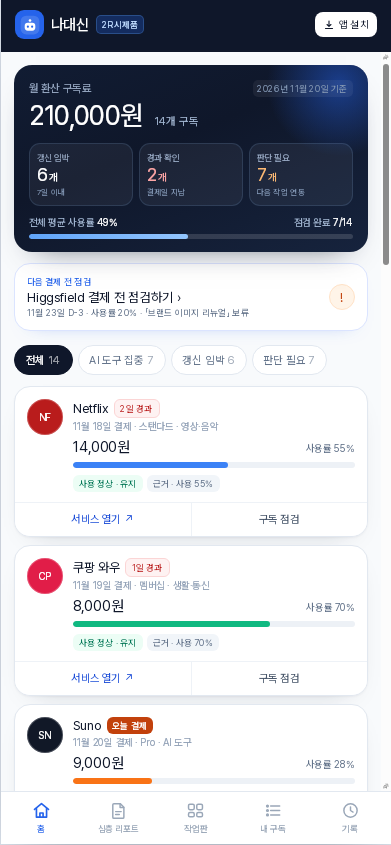 나대신 2R시제품 앱 설치
월 환산 구독료 2026년 11월 20일 기준
210,000원 14개 구독
갱신 임박 경과 확인 판단 필요
6개 2개 7개
7일 이내 결제일 지남 다음 작업 연동
전체 평균 사용률 49% 점검 완료 7/14
다음 결제 전 점검
Higgsfield 결제 전 점검하기 ›
11월 23일 D-3 · 사용률 20% · 「브랜드 이미지 리뉴얼」 보류
!
전체 14 AI 도구 집중 7 갱신 임박 6 판단 필요 7
NF Netflix 2일 경과
11월 18일 결제 · 스탠다드 · 영상·음악
14,000원 사용률 55%
사용 정상 · 유지 근거 · 사용 55%
서비스 열기 ↗ 구독 점검
CP 쿠팡 와우 1일 경과
11월 19일 결제 · 멤버십 · 생활·통신
8,000원 사용률 70%
사용 정상 · 유지 근거 · 사용 70%
서비스 열기 ↗ 구독 점검
SN Suno 오늘 결제
11월 20일 결제 · Pro · AI 도구
9,000원 사용률 28%
홈 심층 리포트 작업판 내 구독 기록